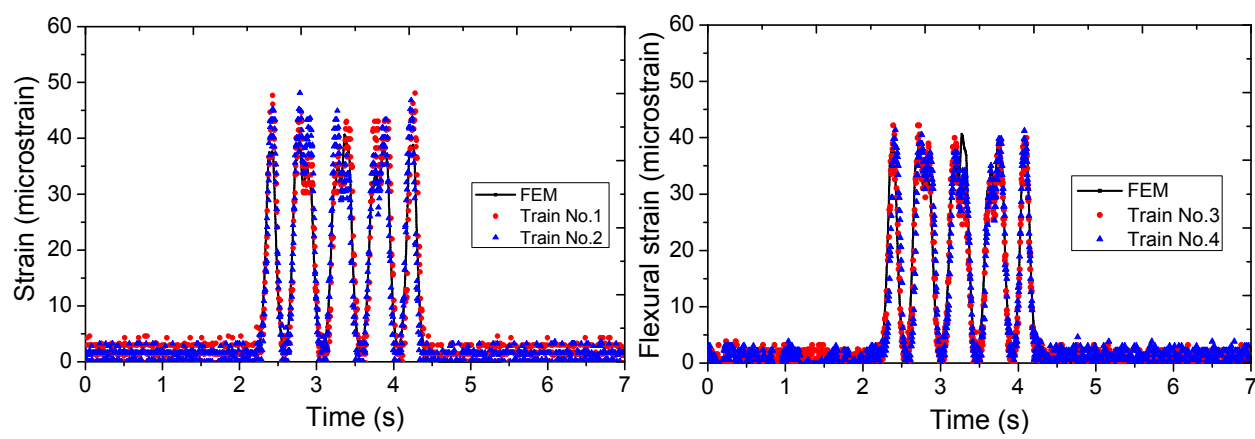 Strain (microstrain)
60
50
40
30
20
10
0
FEM
Train No.1
Train No.2
0 1 2 3 4 5 6 7
Time (s)
Flexural strain (microstrain)
60
50
40
30
20
10
0
FEM
Train No.3
Train No.4
0 1 2 3 4 5 6 7
Time (s)